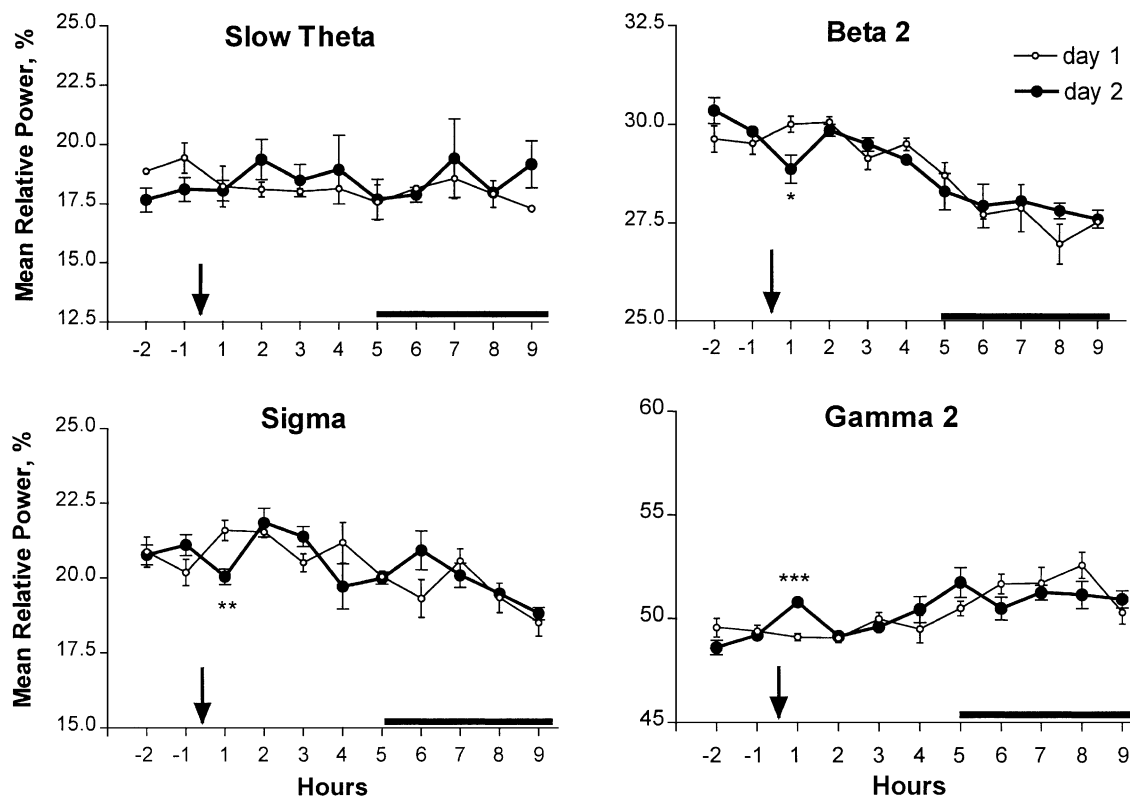 Slow Theta
Mean Relative Power, %
25.0
22.5
20.0
17.5
15.0
12.5
-2 -1 1 2 3 4 5 6 7 8 9
Beta 2
day 1
day 2
32.5
30.0
27.5
25.0
*
-2 -1 1 2 3 4 5 6 7 8 9
Sigma
Mean Relative Power, %
25.0
22.5
20.0
17.5
15.0
**
-2 -1 1 2 3 4 5 6 7 8 9
Hours
Gamma 2
60
55
50
45
***
-2 -1 1 2 3 4 5 6 7 8 9
Hours